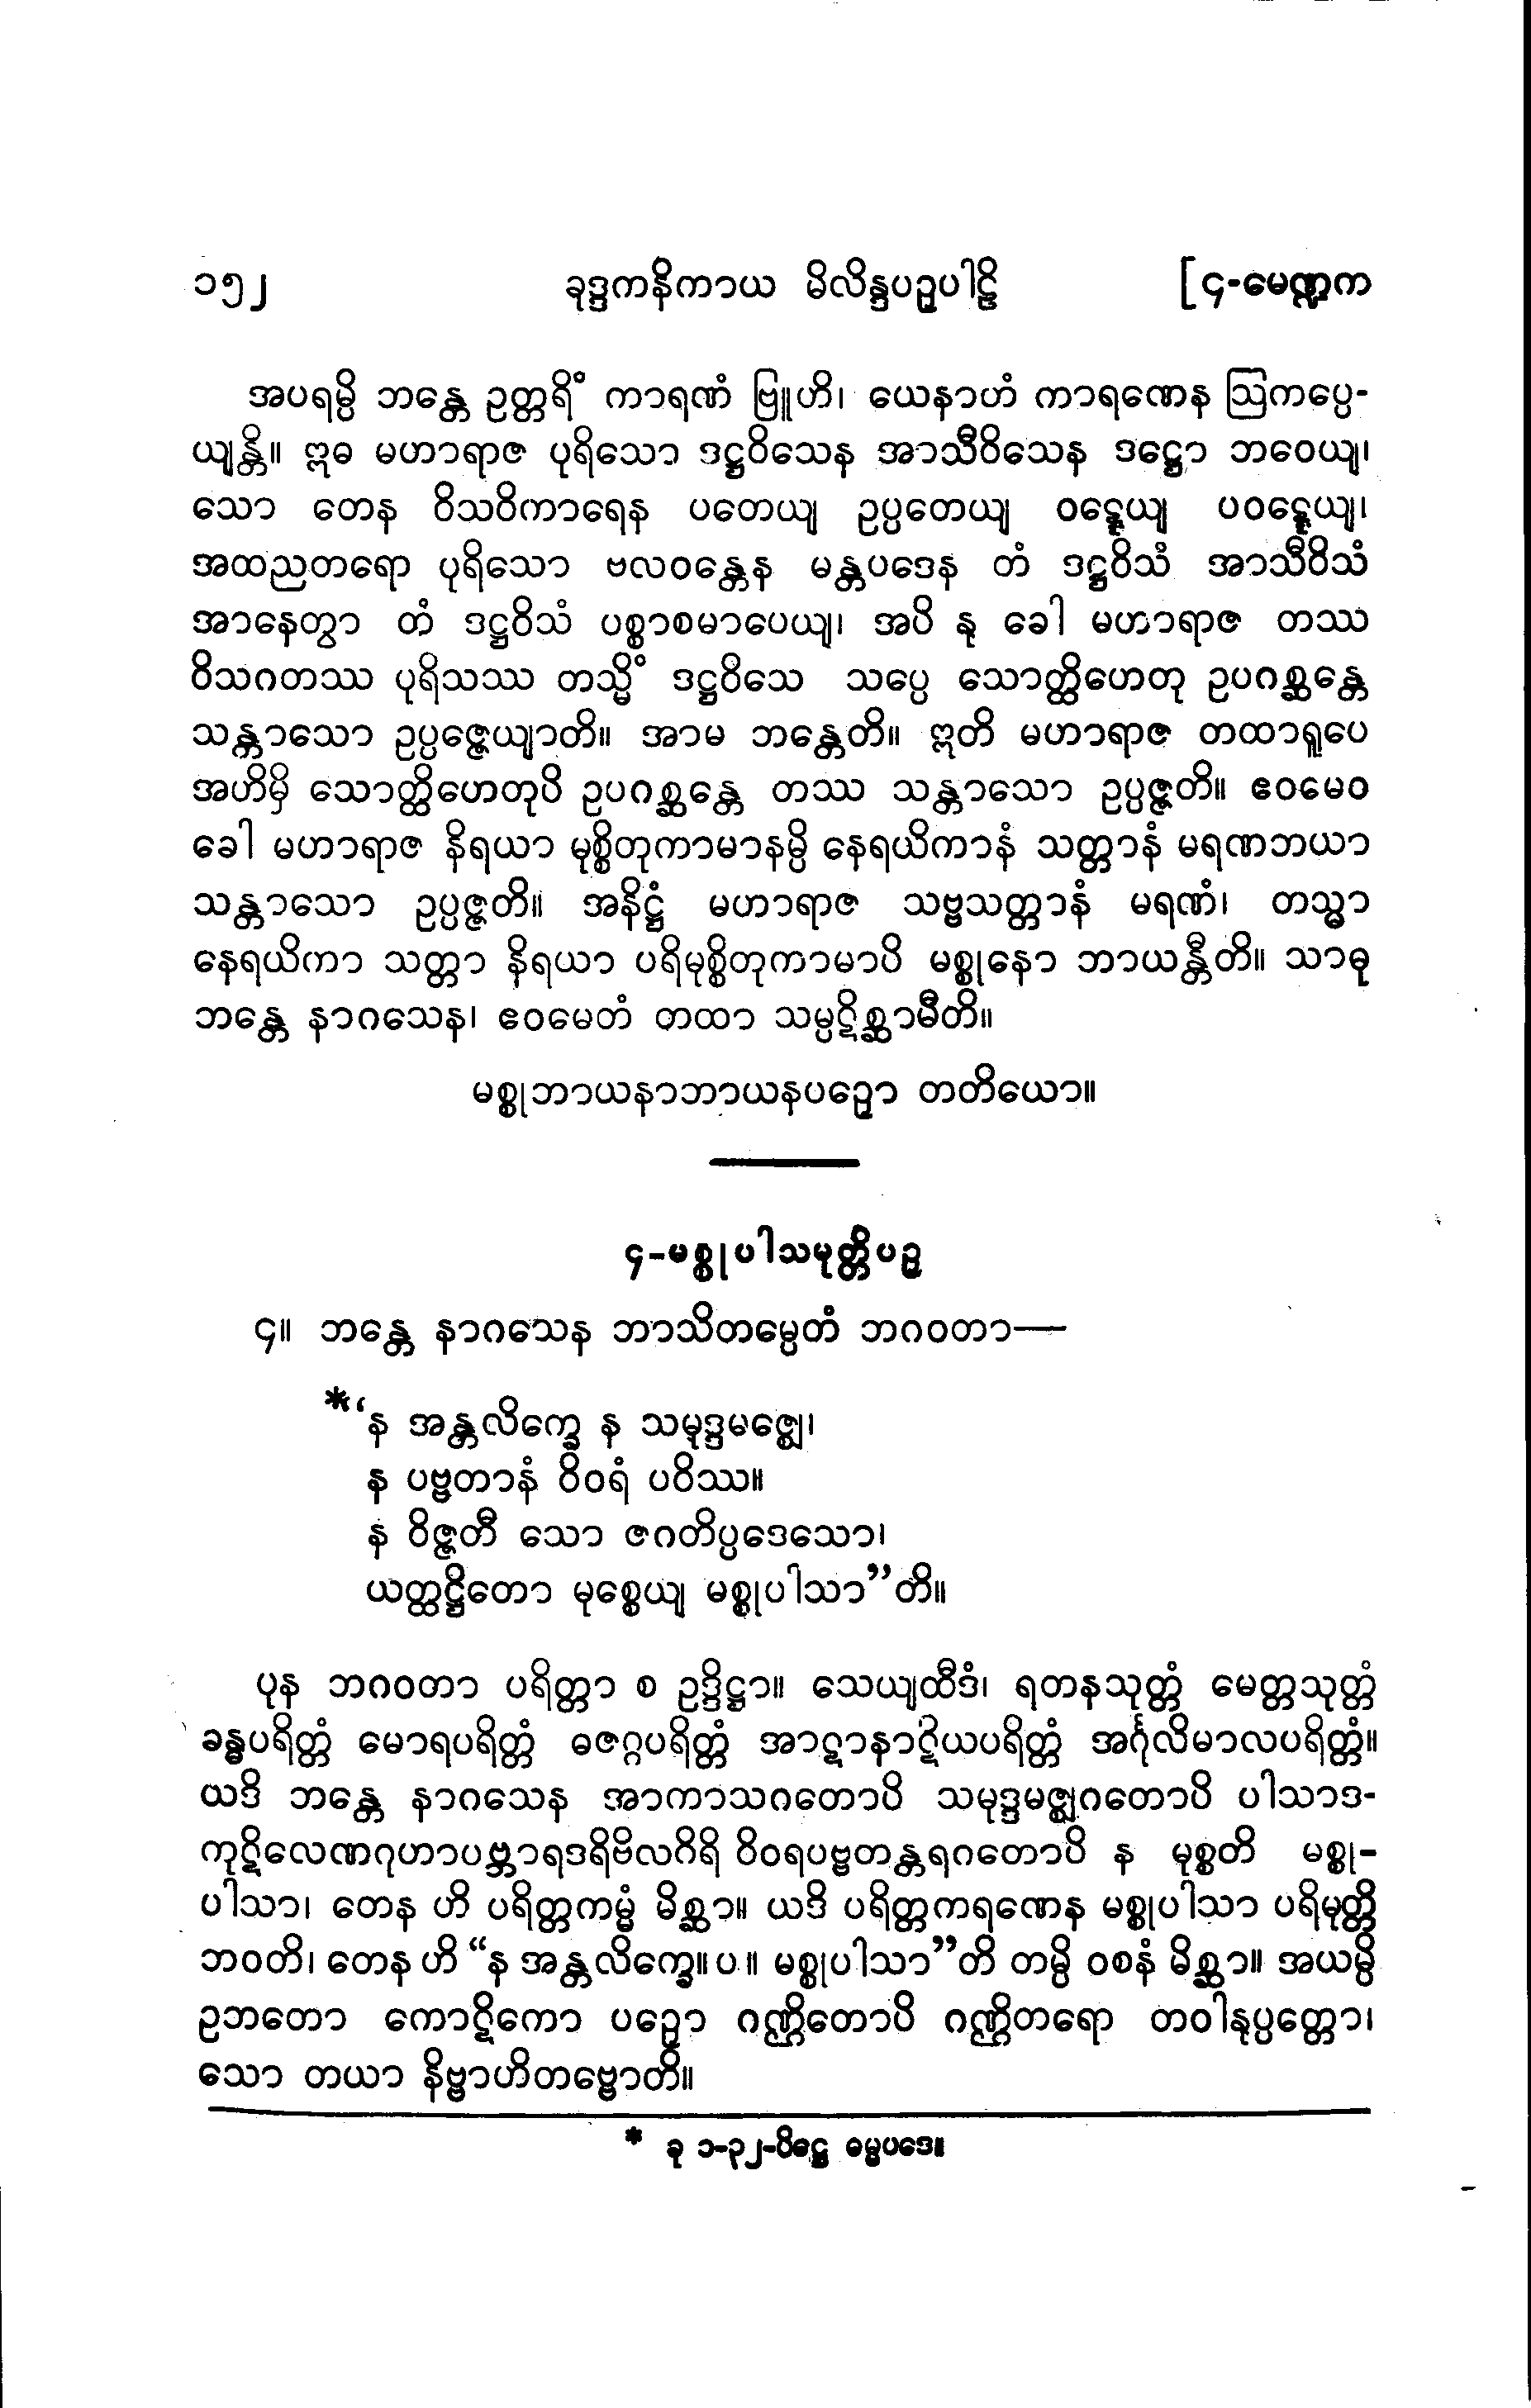 ၁၅၂ ခုဒ္ဒကနိကာယ မိလိန္ဒပဉှပါဠိ [၄-မေဏ္ဍက
အပရမ္ပိ ဘန္တေ ဥတ္တရိံ ကာရဏံ ဗြူဟိ၊ ယေနာဟံ ကာရဏေန ဩကပ္ပေ-
ယျန္တိ။ ဣဓ မဟာရာဇ ပုရိသော ဒဋ္ဌဝိသေန အာသီဝိသေန ဒဋ္ဌော ဘဝေယျ၊
သော တေန ဝိသဝိကာရေန ပတေယျ ဥပ္ပတေယျ ဝဋ္ဋေယျ ပဝဋ္ဋေယျ၊
အထညတရော ပုရိသော ဗလဝန္တေန မန္တပဒေန တံ ဒဋ္ဌဝိသံ အာသီဝိသံ
အာနေတွာ တံ ဒဋ္ဌဝိသံ ပစ္စာစမာပေယျ၊ အပိ နု ခေါ မဟာရာဇ တဿ
ဝိသဂတဿ ပုရိသဿ တသ္မိံ ဒဋ္ဌဝိသေ သပ္ပေ သောတ္ထိဟေတု ဥပဂစ္ဆန္တေ
သန္တာသော ဥပ္ပဇ္ဇေယျာတိ။ အာမ ဘန္တေတိ။ ဣတိ မဟာရာဇ တထာရူပေ
အဟိမှိ သောတ္ထိဟေတုပိ ဥပဂစ္ဆန္တေ တဿ သန္တာသော ဥပ္ပဇ္ဇတိ။ ဧဝမေဝ
ခေါ မဟာရာဇ နိရယာ မုစ္စိတုကာမာနမ္ပိ နေရယိကာနံ သတ္တာနံ မရဏဘယာ
သန္တာသော ဥပ္ပဇ္ဇတိ။ အနိဋ္ဌံ မဟာရာဇ သဗ္ဗသတ္တာနံ မရဏံ၊ တသ္မာ
နေရယိကာ သတ္တာ နိရယာ ပရိမုစ္စိတုကာမာပိ မစ္စုနော ဘာယန္တီတိ။ သာဓု
ဘန္တေ နာဂသေန၊ ဧဝမေတံ တထာ သမ္ပဋိစ္ဆာမီတိ။
မစ္စုဘာယနာဘာယနပဉှော တတိယော။
၄-မစ္စုပါသမုတ္တိပဉှ
၄။ ဘန္တေ နာဂသေန ဘာသိတမ္ပေတံ ဘဂဝတာ—
*‘န အန္တလိက္ခေ န သမုဒ္ဒမဇ္ဈေ၊
န ပဗ္ဗတာနံ ဝိဝရံ ပဝိဿ။
န ဝိဇ္ဇတီ သော ဇဂတိပ္ပဒေသော၊
ယတ္ထဋ္ဌိတော မုစ္စေယျ မစ္စုပါသာ”တိ။
ပုန ဘဂဝတာ ပရိတ္တာ စ ဥဒ္ဒိဋ္ဌာ။ သေယျထီဒံ၊ ရတနသုတ္တံ မေတ္တသုတ္တံ
ခန္ဓပရိတ္တံ မောရပရိတ္တံ ဓဇဂ္ဂပရိတ္တံ အာဋာနာဋိယပရိတ္တံ အင်္ဂုလိမာလပရိတ္တံ။
ယဒိ ဘန္တေ နာဂသေန အာကာသဂတောပိ သမုဒ္ဒမဇ္ဈဂတောပိ ပါသာဒ-
ကုဋိလေဏဂုဟာပဗ္ဘာရဒရိဗိလဂိရိ ဝိဝရပဗ္ဗတန္တရဂတောပိ န မုစ္စတိ မစ္စု-
ပါသာ၊ တေန ဟိ ပရိတ္တကမ္မံ မိစ္ဆာ။ ယဒိ ပရိတ္တကရဏေန မစ္စုပါသာ ပရိမုတ္တိ
ဘဝတိ၊ တေန ဟိ “န အန္တလိက္ခေ။ ပ။ မစ္စုပါသာ”တိ တမ္ပိ ဝစနံ မိစ္ဆာ။ အယမ္ပိ
ဥဘတော ကောဋိကော ပဉှော ဂဏ္ဌိတောပိ ဂဏ္ဌိတရော တဝါနုပ္ပတ္တော၊
သော တယာ နိဗ္ဗာဟိတဗ္ဗောတိ။
* ခု ၁-၃၂-ပိဋ္ဌေ ဓမ္မပဒေ။